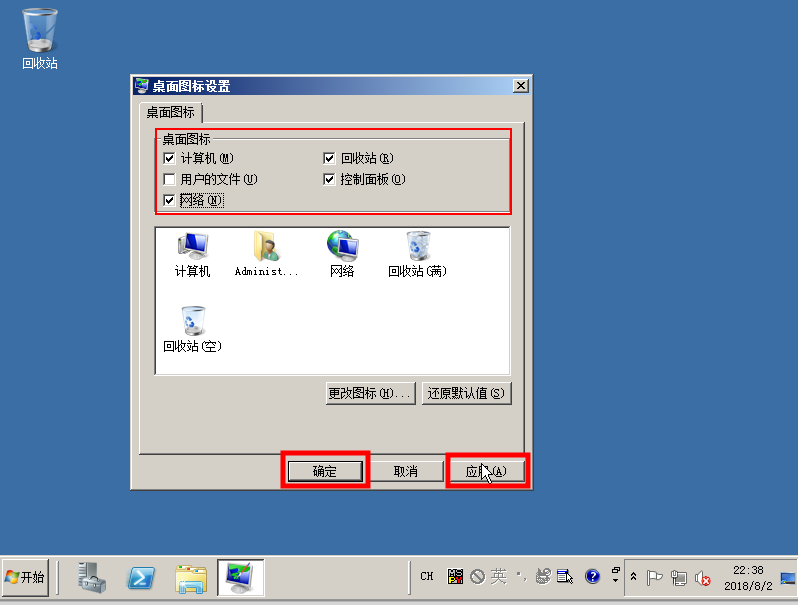 回收站
桌面图标设置
桌面图标
桌面图标
计算机(M)
回收站(R)
用户的文件(U)
控制面板(O)
网络(N)
计算机
Administ...
网络
回收站(满)
回收站(空)
更改图标(H)...
还原默认值(S)
确定
取消
应用(A)
开始
CH
英
22:38
2018/8/2